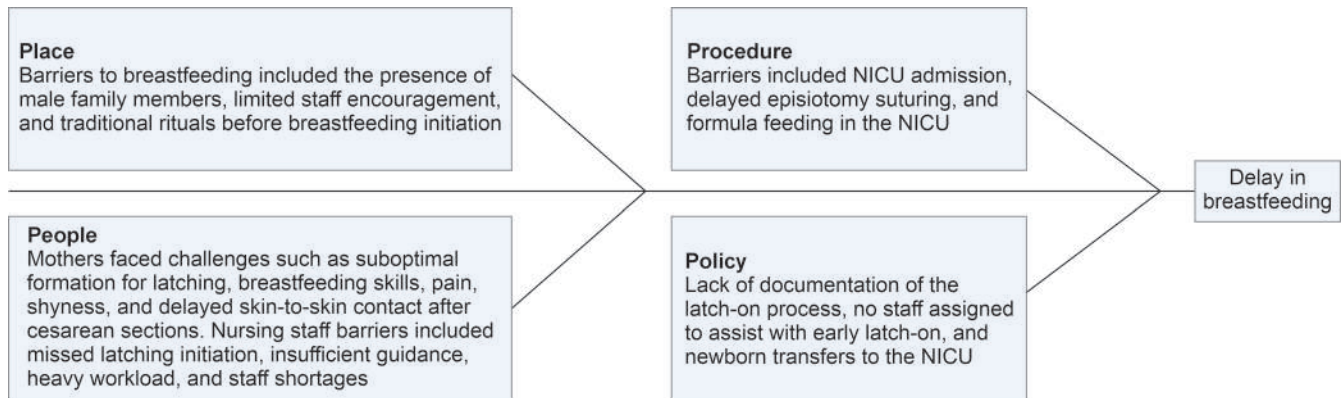 Place
Barriers to breastfeeding included the presence of
male family members, limited staff encouragement,
and traditional rituals before breastfeeding initiation
Procedure
Barriers included NICU admission,
delayed episiotomy suturing, and
formula feeding in the NICU
Delay in
breastfeeding
People
Mothers faced challenges such as suboptimal
formation for latching, breastfeeding skills, pain,
shyness, and delayed skin-to-skin contact after
cesarean sections. Nursing staff barriers included
missed latching initiation, insufficient guidance,
heavy workload, and staff shortages
Policy
Lack of documentation of the
latch-on process, no staff assigned
to assist with early latch-on, and
newborn transfers to the NICU